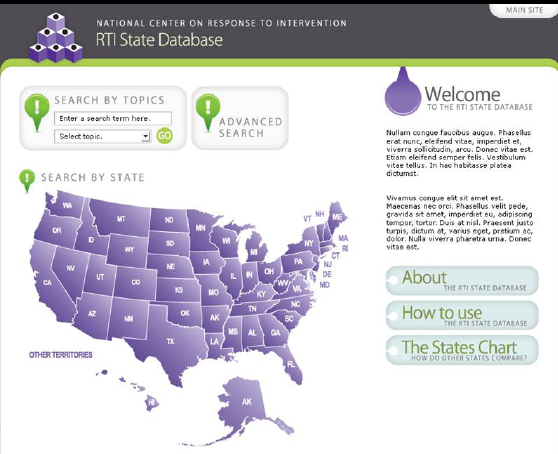 MAIN SITE
NATIONAL CENTER ON RESPONSE TO INTERVENTION
RTI State Database
SEARCH BY TOPICS
Enter a search term here.
Select topic.
GO
ADVANCED
SEARCH
SEARCH BY STATE
WA
OR
CA
NV
ID
MT
WY
UT
AZ
CO
NM
ND
SD
NE
KS
OK
TX
MN
IA
MO
AK
LA
WI
IL
MI
IN
OH
KY
TN
MS
AL
GA
FL
SC
NC
VA
WV
PA
NY
VT
NH
ME
MA
RI
CT
NJ
DE
MD
OTHER TERRITORIES
HI
AK
Welcome
TO THE RTI STATE DATABASE
Nullam congue faucibus augue. Phasellus
erat nunc, eleifend vitae, imperdiet et,
viverra sollicitudin, arcu. Donec vitae est.
Etiam eleifend semper felis. Vestibulum
vitae tellus. In hac habitasse platea
dictumst.
Vivamus congue elit sit amet est.
Maecenas nec orci. Phasellus velit pede,
gravida sit amet, imperdiet eu, adipiscing
tempor, tortor. Duis at nisl. Praesent justo
turpis, dictum at, varius eget, pretium ac,
dolor. Nulla viverra pharetra urna. Donec
vitae est.
About
THE RTI STATE DATABASE
How to use
THE RTI STATE DATABASE
The States Chart
HOW DO OTHER STATES COMPARE?